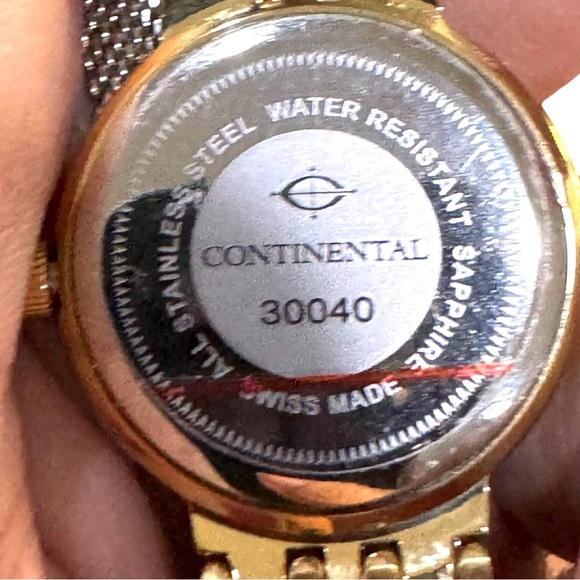 ALL STAINLESS STEEL WATER RESISTANT SAPPHIRE
CONTINENTAL
30040
SWISS MADE